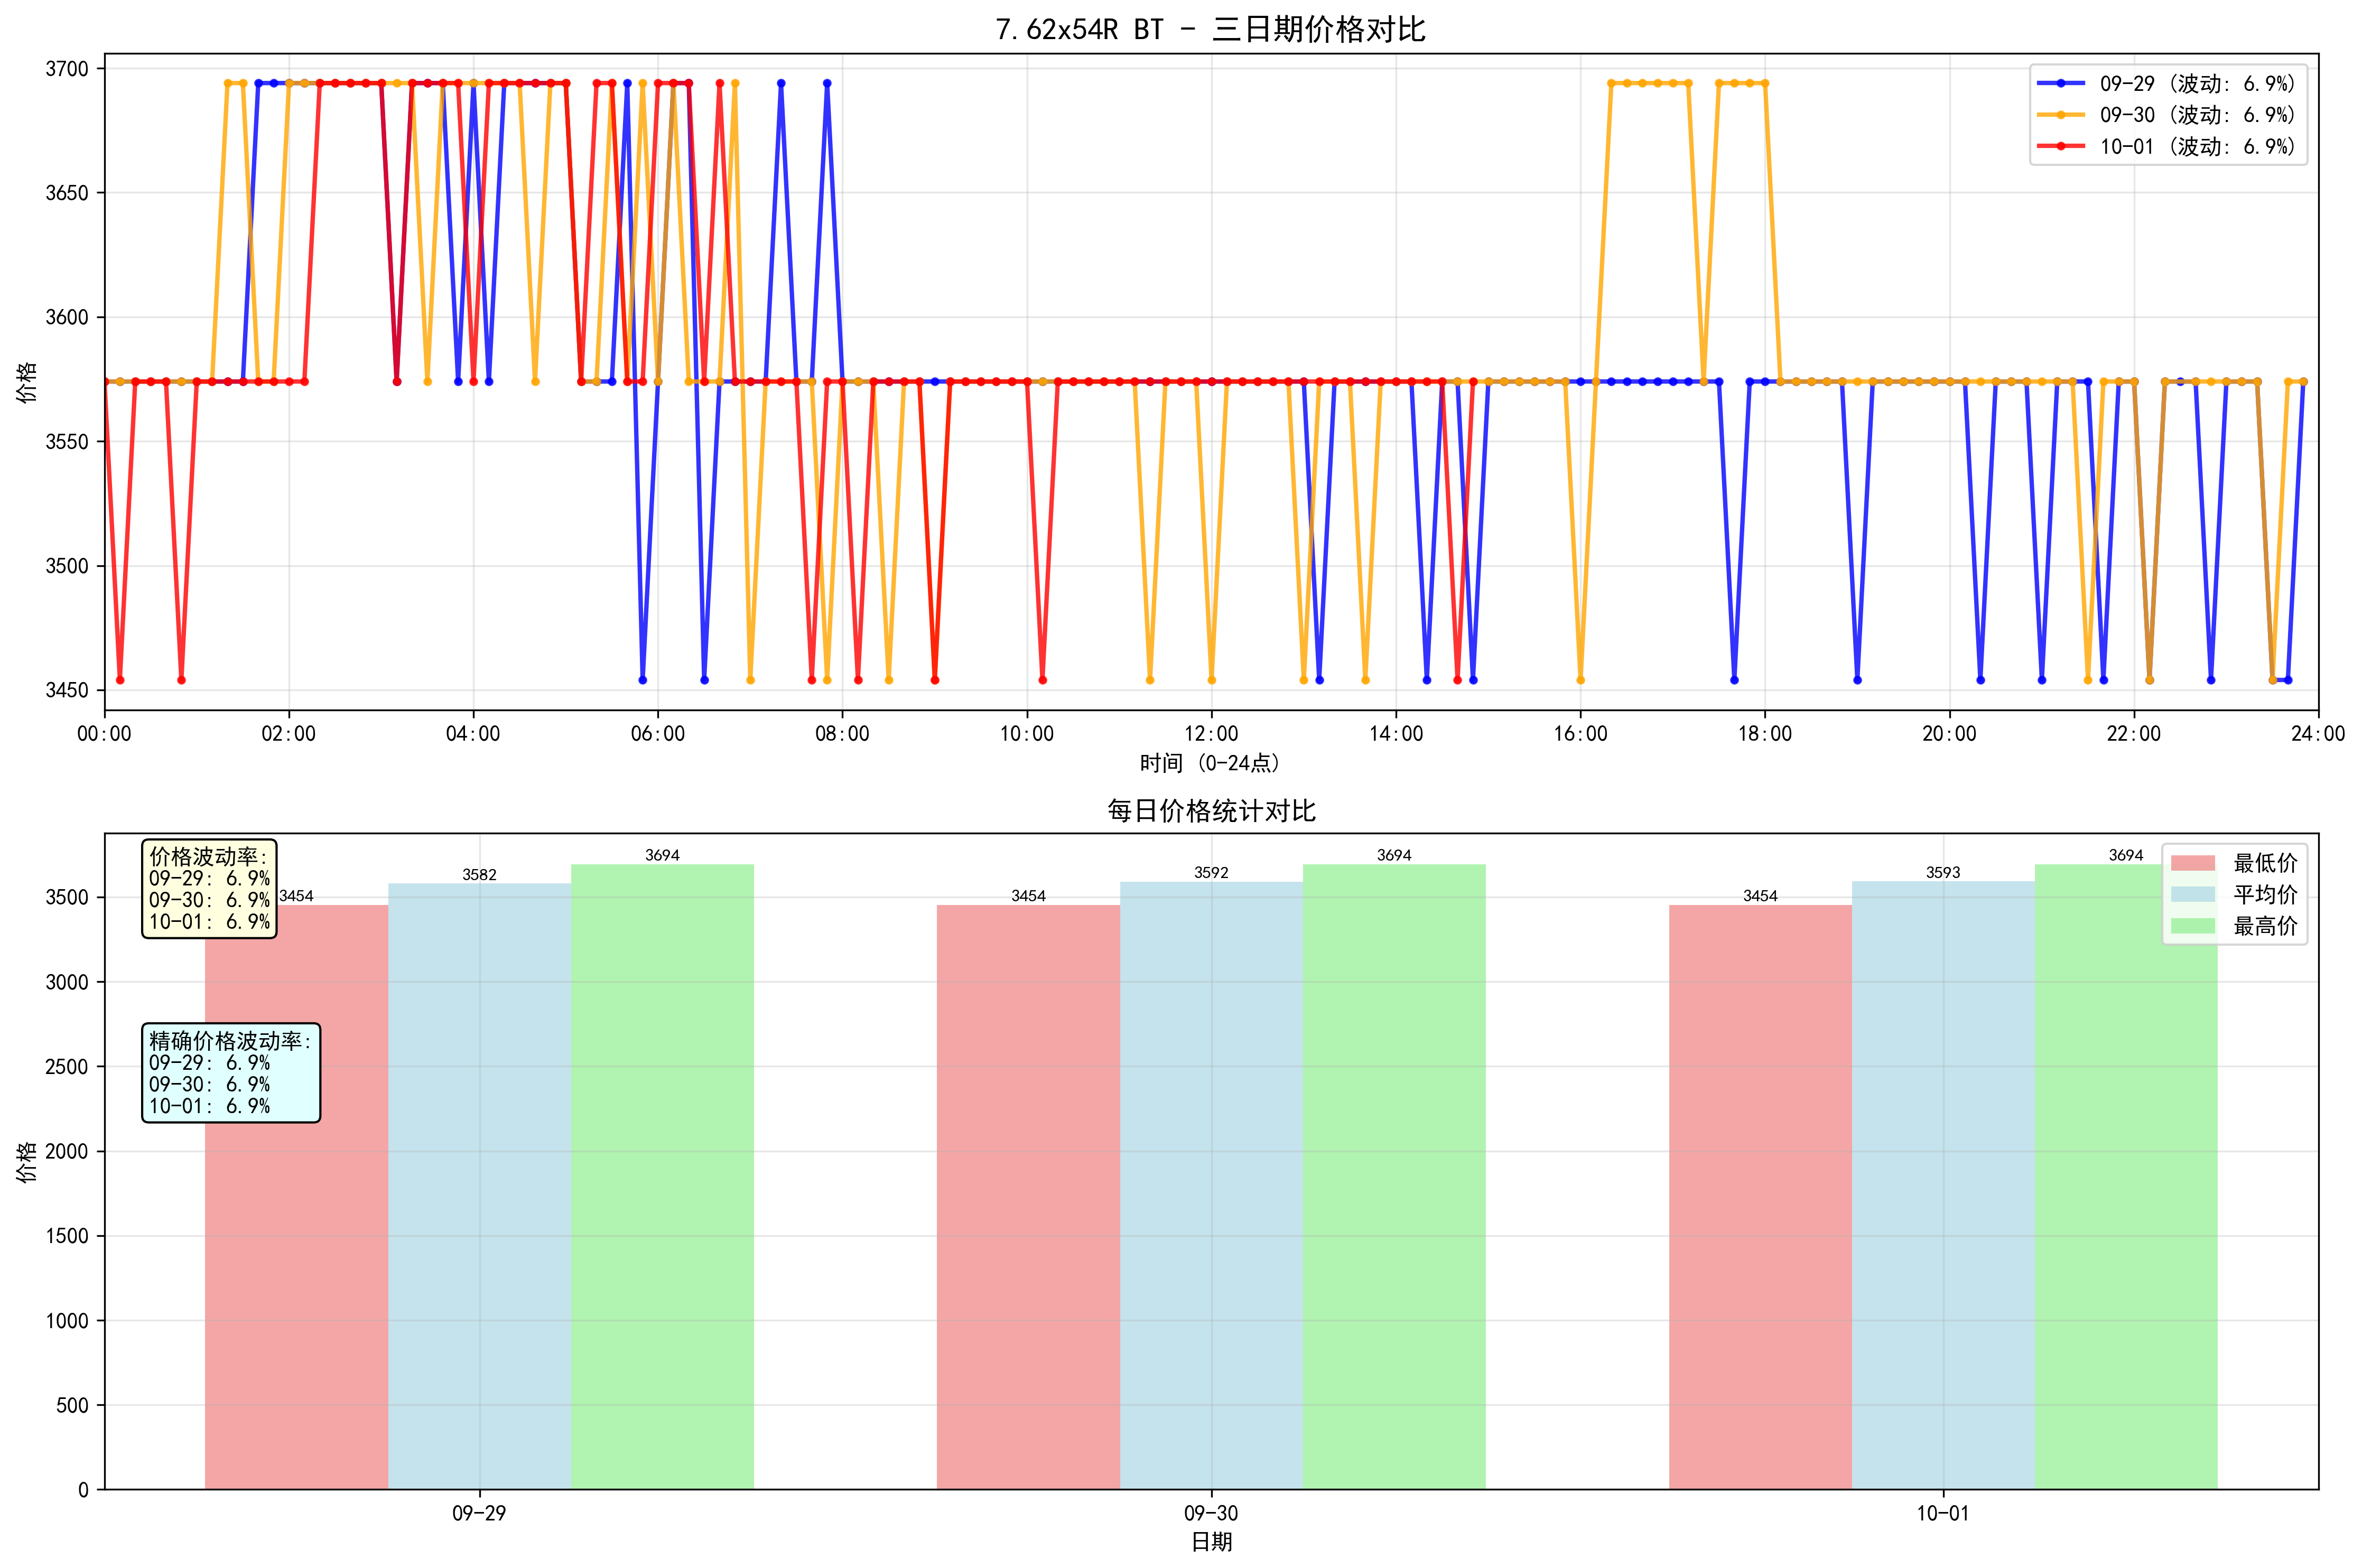 7.62x54R BT - 三日期价格对比
3700
3650
3600
3550
3500
3450
价格
09-29 (波动: 6.9%)
09-30 (波动: 6.9%)
10-01 (波动: 6.9%)
00:00 02:00 04:00 06:00 08:00 10:00 12:00 14:00 16:00 18:00 20:00 22:00 24:00
时间 (0-24点)
每日价格统计对比
价格波动率:
09-29: 6.9%
09-30: 6.9%
10-01: 6.9%
精确价格波动率:
09-29: 6.9%
09-30: 6.9%
10-01: 6.9%
3454 3582 3694 3454 3592 3694 3454 3593 3694
最低价
平均价
最高价
3500
3000
2500
2000
1500
1000
500
0
价格
09-29 09-30 10-01
日期